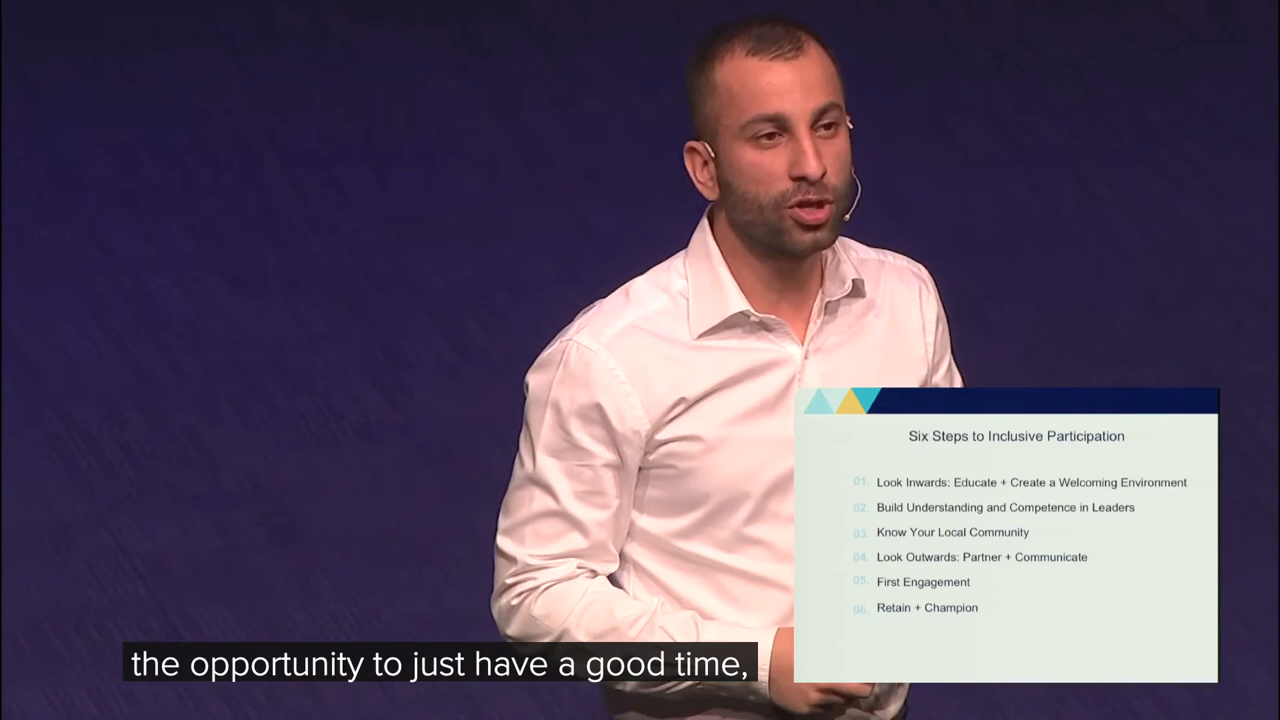 Six Steps to Inclusive Participation
01. Look Inwards: Educate + Create a Welcoming Environment
02. Build Understanding and Competence in Leaders
03. Know Your Local Community
04. Look Outwards: Partner + Communicate
05. First Engagement
06. Retain + Champion
the opportunity to just have a good time,